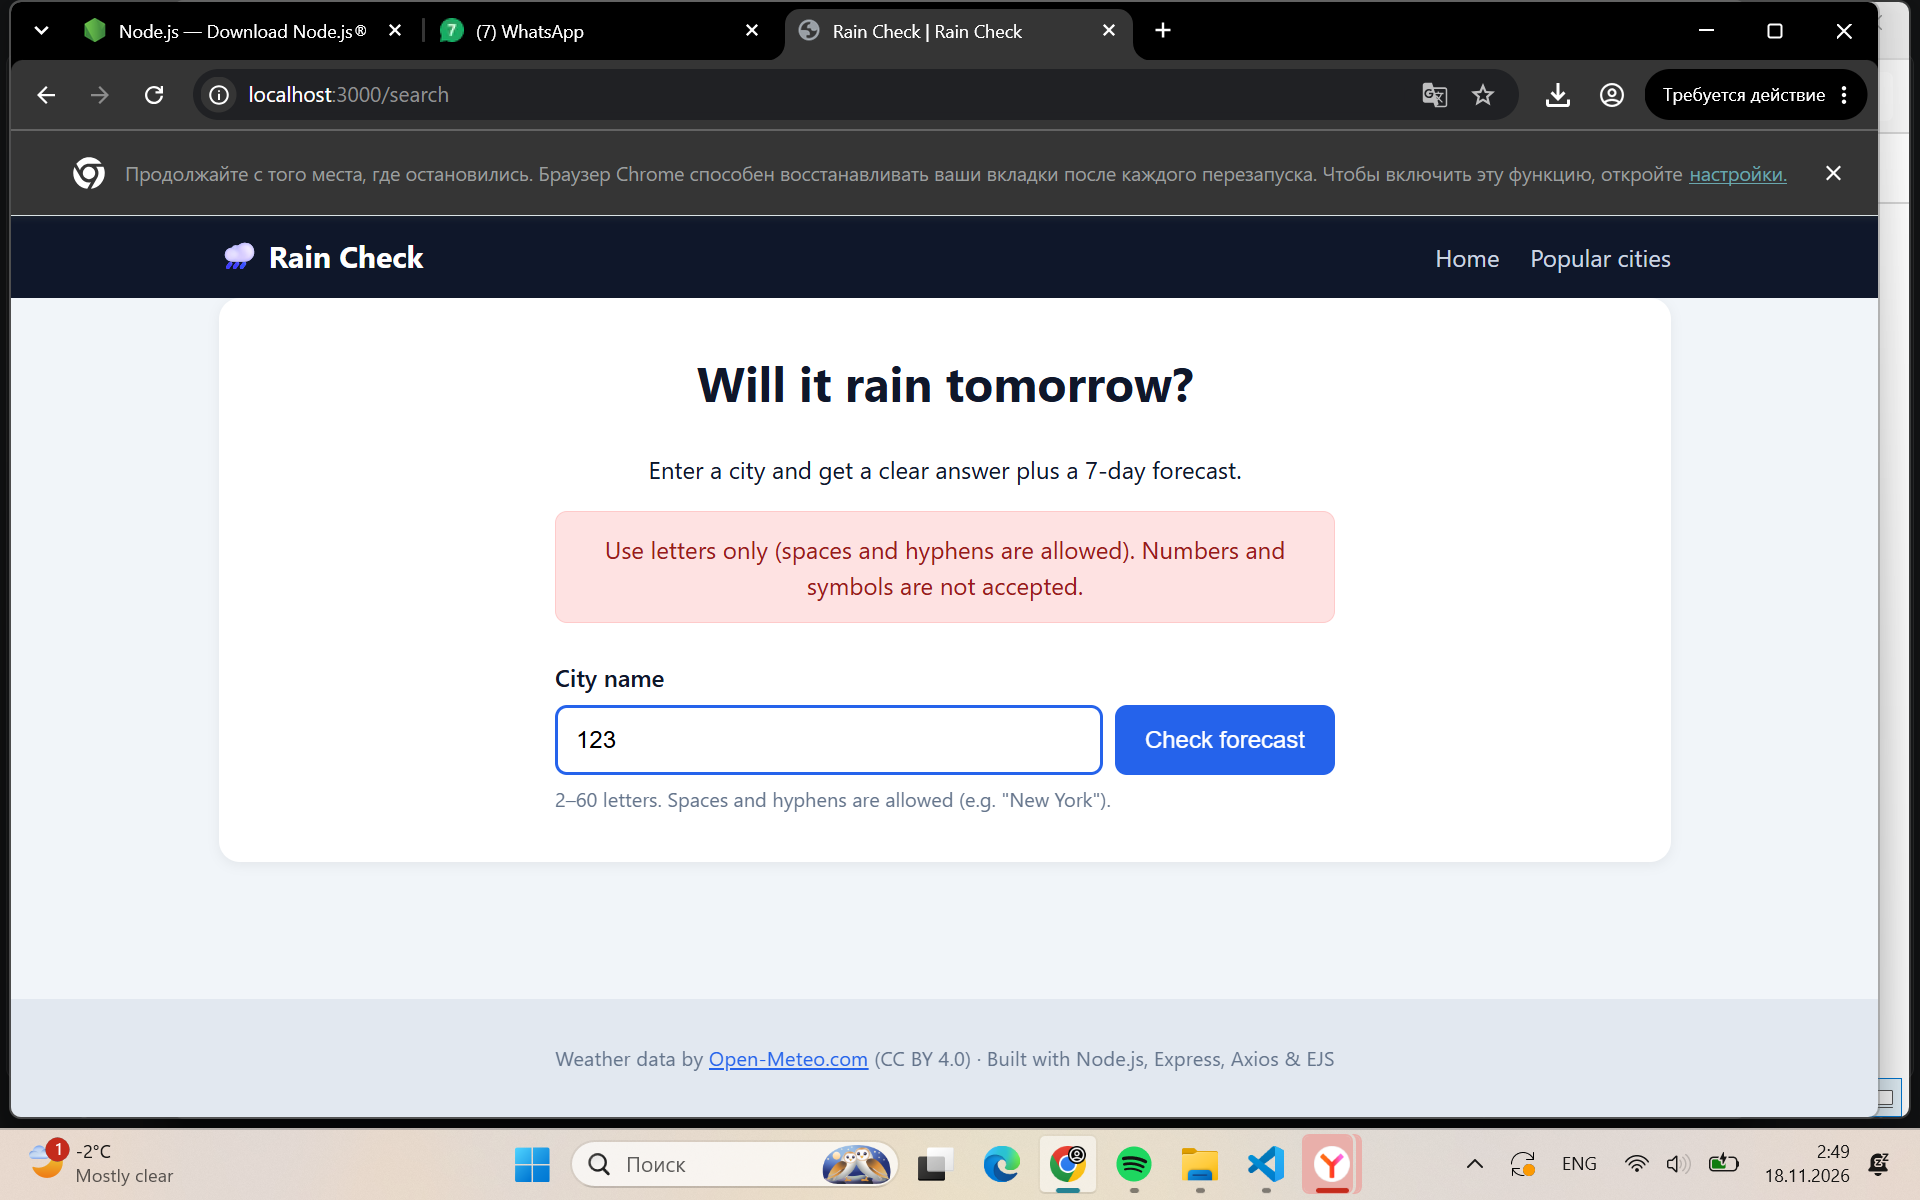 Node.js — Download Node.js®
7
(7) WhatsApp
Rain Check | Rain Check
localhost:3000/search
Требуется действие
Продолжайте с того места, где остановились. Браузер Chrome способен восстанавливать ваши вкладки после каждого перезапуска. Чтобы включить эту функцию, откройте настройки.
Rain Check
Home
Popular cities
Will it rain tomorrow?
Enter a city and get a clear answer plus a 7-day forecast.
Use letters only (spaces and hyphens are allowed). Numbers and
symbols are not accepted.
City name
123
Check forecast
2–60 letters. Spaces and hyphens are allowed (e.g. "New York").
Weather data by Open-Meteo.com (CC BY 4.0) · Built with Node.js, Express, Axios & EJS
1
-2°C
Mostly clear
Поиск
ENG
2:49
18.11.2026